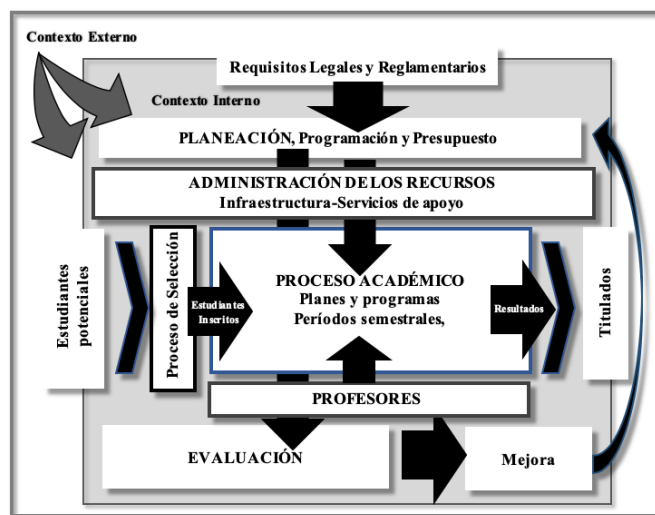 Contexto Externo
Requisitos Legales y Reglamentarios
Contexto Interno
PLANEACIÓN, Programación y Presupuesto
ADMINISTRACIÓN DE LOS RECURSOS
Infraestructura-Servicios de apoyo
Estudiantes
potenciales
Proceso de Selección
Estudiantes
Inscritos
PROCESO ACADÉMICO
Planes y programas
Períodos semestrales,
Resultados
Titulados
PROFESORES
EVALUACIÓN
Mejora